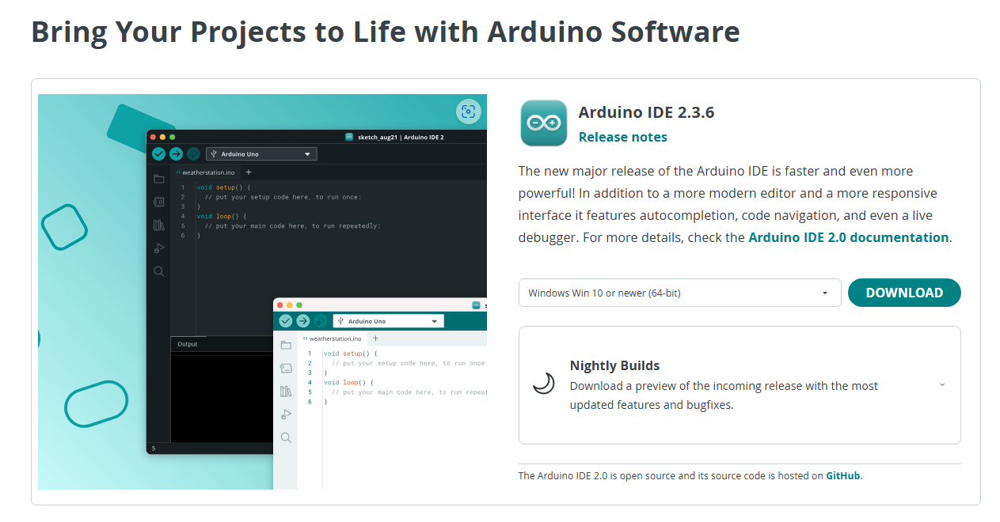 Bring Your Projects to Life with Arduino Software
sketch_aug21 | Arduino IDE 2
Arduino Uno
weatherstation.ino
1 void setup() {
2 // put your setup code here, to run once:
3 }
4 void loop() {
5 // put your main code here, to run repeatedly:
6 }
Output
5
Arduino Uno
weatherstation.ino
1 void setup() {
2 // put your setup code here, to run once:
3 }
4 void loop() {
5 // put your main code here, to run repeat
6 }
Arduino IDE 2.3.6
Release notes
The new major release of the Arduino IDE is faster and even more
powerful! In addition to a more modern editor and a more responsive
interface it features autocompletion, code navigation, and even a live
debugger. For more details, check the Arduino IDE 2.0 documentation.
Windows Win 10 or newer (64-bit)
DOWNLOAD
Nightly Builds
Download a preview of the incoming release with the most
updated features and bugfixes.
The Arduino IDE 2.0 is open source and its source code is hosted on GitHub.